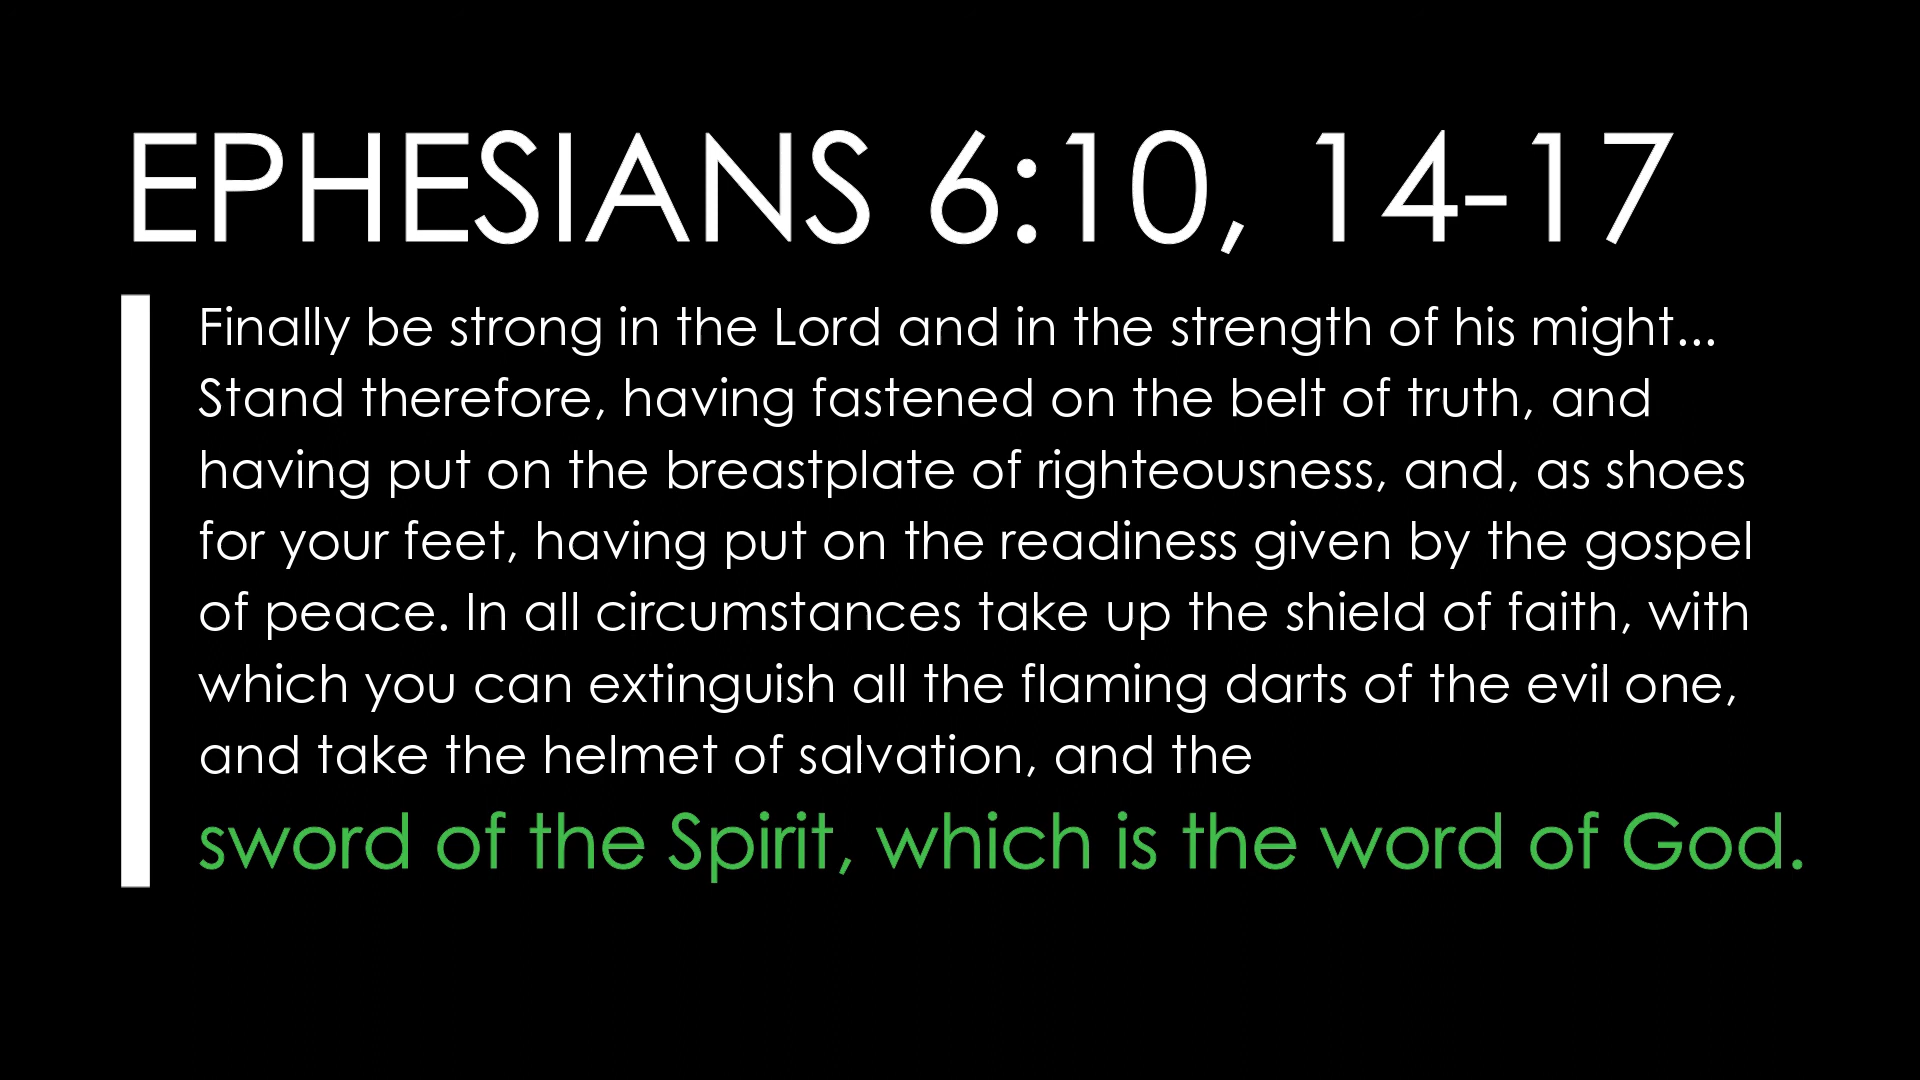 EPHESIANS 6:10, 14-17
Finally be strong in the Lord and in the strength of his might...
Stand therefore, having fastened on the belt of truth, and
having put on the breastplate of righteousness, and, as shoes
for your feet, having put on the readiness given by the gospel
of peace. In all circumstances take up the shield of faith, with
which you can extinguish all the flaming darts of the evil one,
and take the helmet of salvation, and the
sword of the Spirit, which is the word of God.